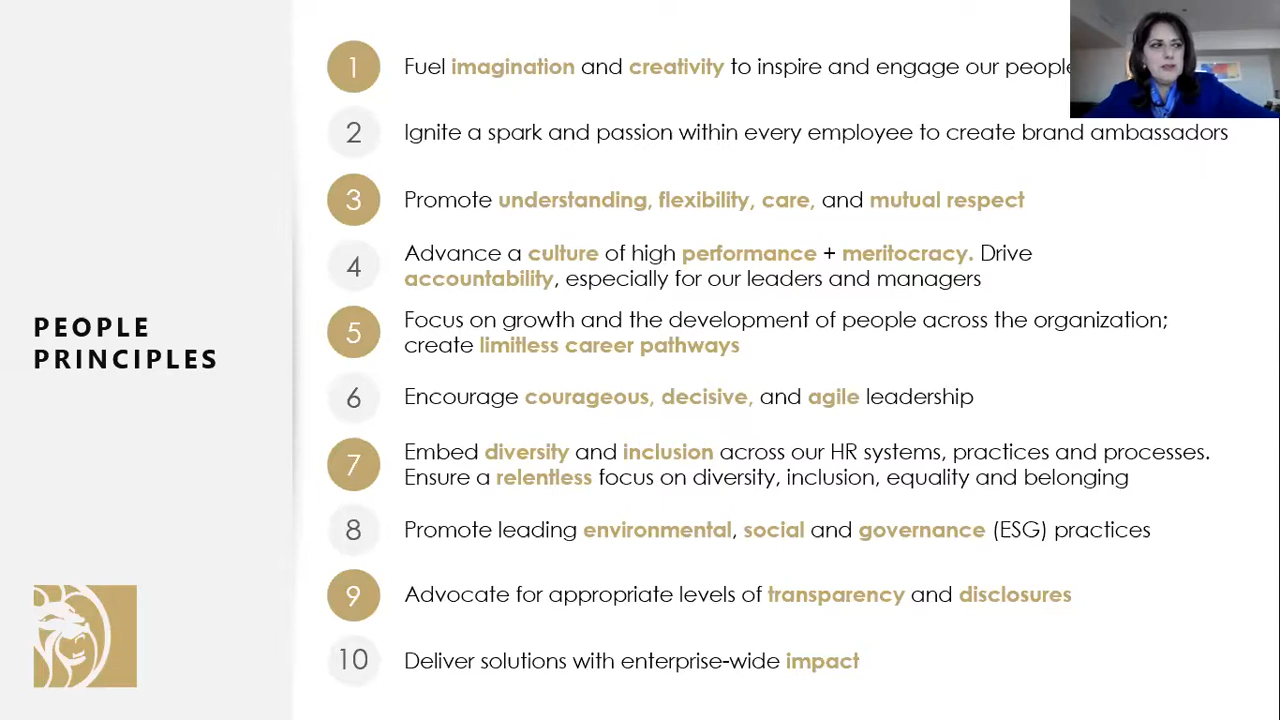 1 Fuel imagination and creativity to inspire and engage our people
2 Ignite a spark and passion within every employee to create brand ambassadors
3 Promote understanding, flexibility, care, and mutual respect
4 Advance a culture of high performance + meritocracy. Drive
accountability, especially for our leaders and managers
PEOPLE
PRINCIPLES
5 Focus on growth and the development of people across the organization;
create limitless career pathways
6 Encourage courageous, decisive, and agile leadership
7 Embed diversity and inclusion across our HR systems, practices and processes.
Ensure a relentless focus on diversity, inclusion, equality and belonging
8 Promote leading environmental, social and governance (ESG) practices
9 Advocate for appropriate levels of transparency and disclosures
10 Deliver solutions with enterprise-wide impact